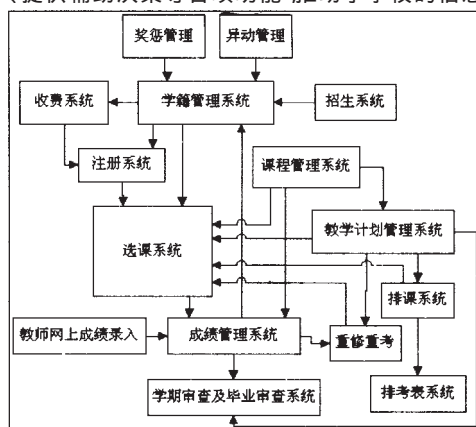 奖惩管理
异动管理
收费系统
学籍管理系统
招生系统
注册系统
课程管理系统
选课系统
教学计划管理系统
排课系统
教师网上成绩录入
成绩管理系统
重修重考
排考表系统
学期审查及毕业审查系统